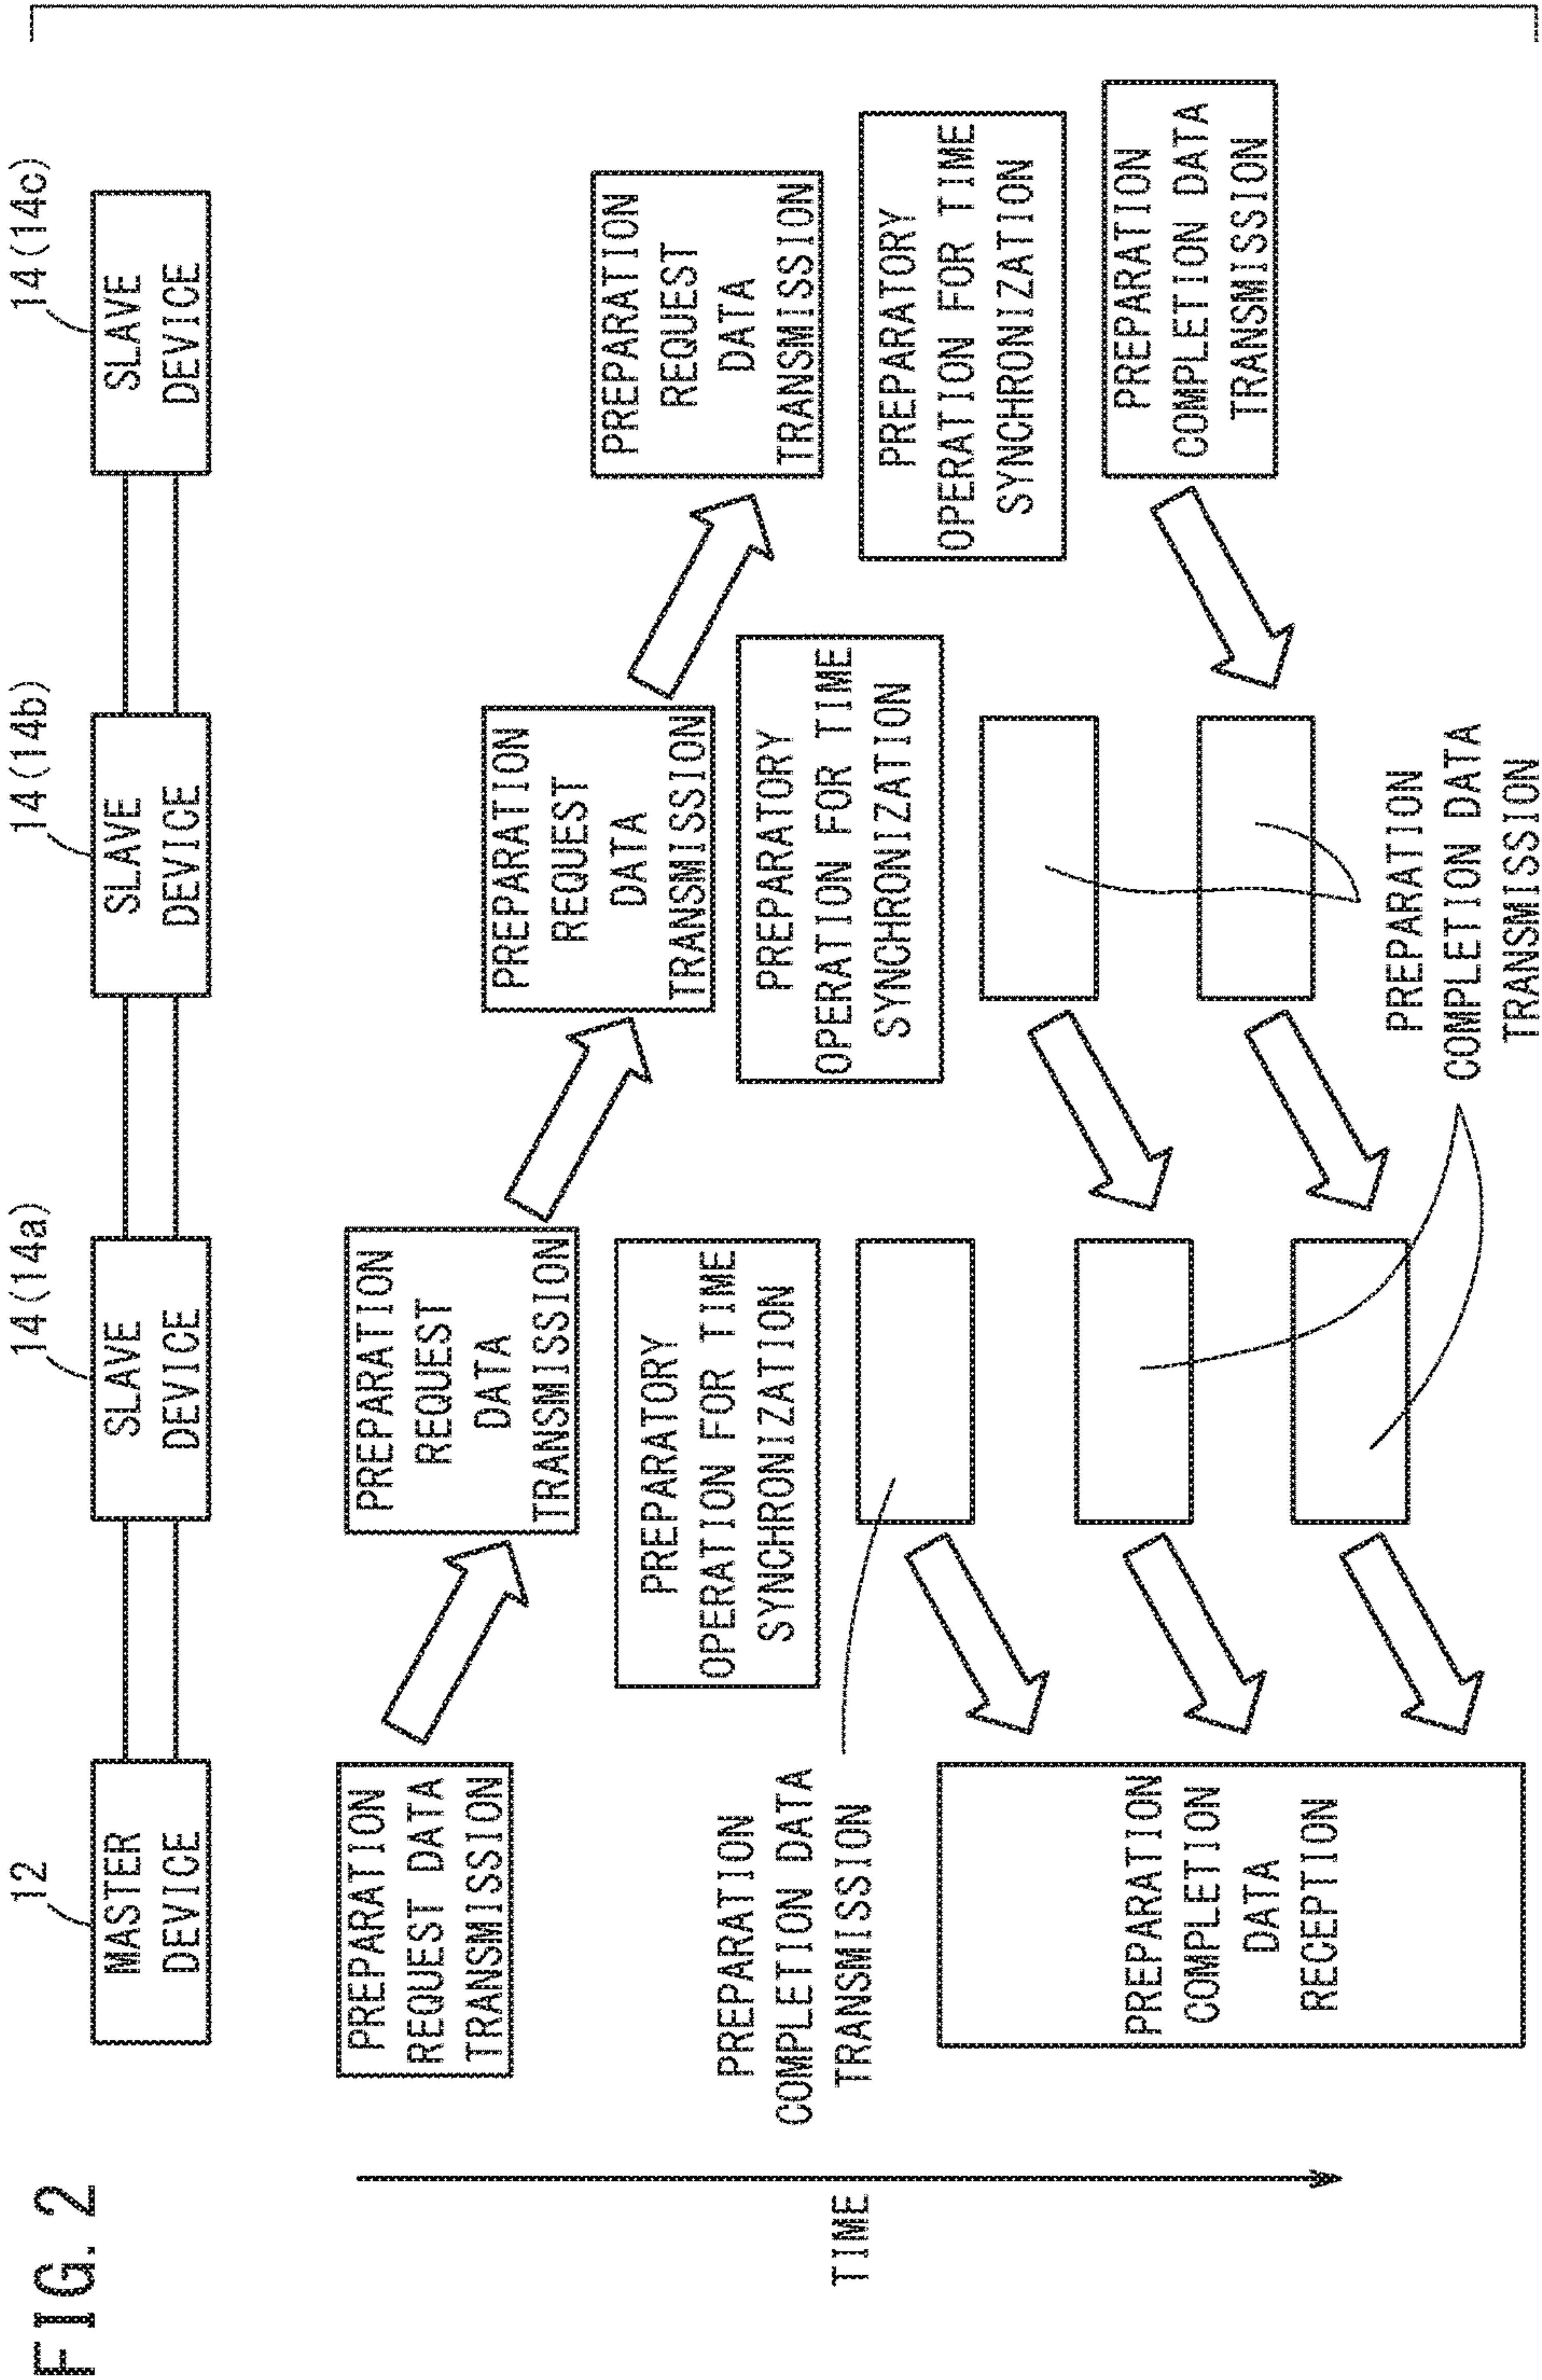 FIG. 2
12
MASTER
DEVICE
14(14a)
SLAVE
DEVICE
14(14b)
SLAVE
DEVICE
14(14c)
SLAVE
DEVICE
TIME
PREPARATION
REQUEST DATA
TRANSMISSION
PREPARATION
REQUEST
DATA
TRANSMISSION
PREPARATION
REQUEST
DATA
TRANSMISSION
PREPARATION
REQUEST
DATA
TRANSMISSION
PREPARATORY
OPERATION FOR TIME
SYNCHRONIZATION
PREPARATORY
OPERATION FOR TIME
SYNCHRONIZATION
PREPARATORY
OPERATION FOR TIME
SYNCHRONIZATION
PREPARATION
COMPLETION DATA
TRANSMISSION
PREPARATION
COMPLETION DATA
TRANSMISSION
PREPARATION
COMPLETION
DATA
RECEPTION
PREPARATION
COMPLETION DATA
TRANSMISSION